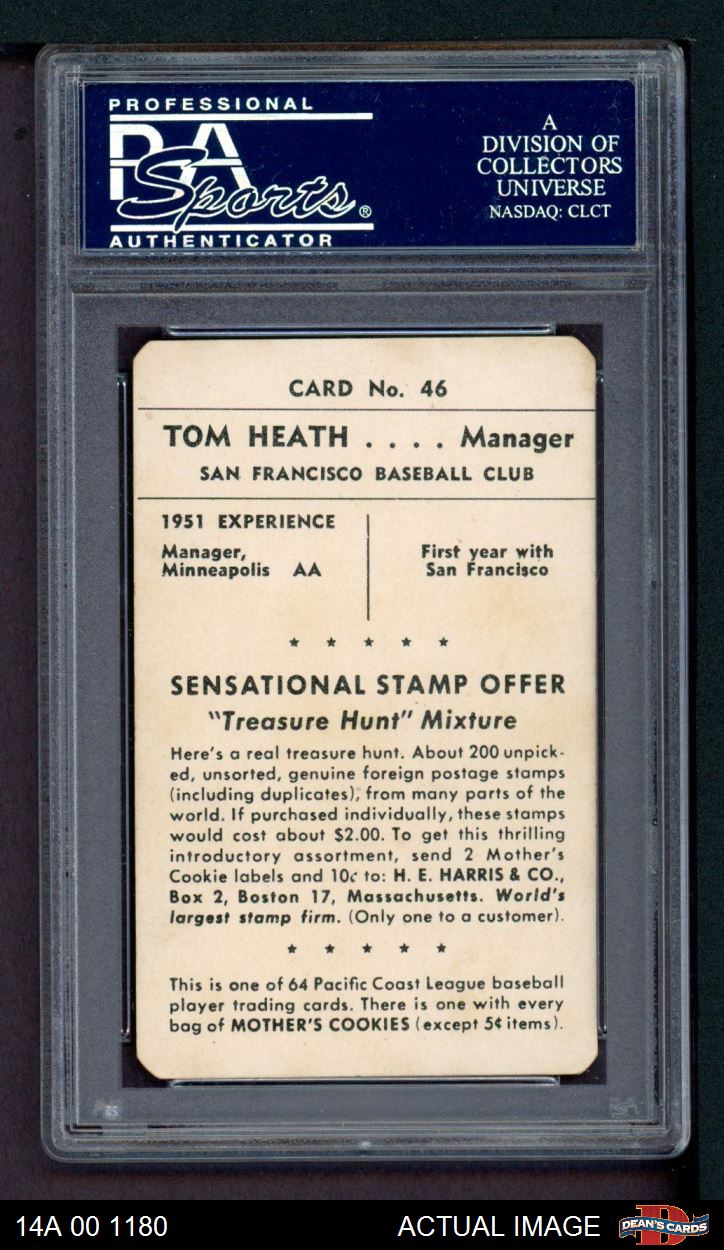 PROFESSIONAL
PSA
Sports®
AUTHENTICATOR
A
DIVISION OF
COLLECTORS
UNIVERSE
NASDAQ: CLCT
CARD No. 46
TOM HEATH . . . . Manager
SAN FRANCISCO BASEBALL CLUB
1951 EXPERIENCE
Manager,
Minneapolis AA
First year with
San Francisco
★ ★ ★ ★ ★
SENSATIONAL STAMP OFFER
"Treasure Hunt" Mixture
Here's a real treasure hunt. About 200 unpick-
ed, unsorted, genuine foreign postage stamps
(including duplicates), from many parts of the
world. If purchased individually, these stamps
would cost about $2.00. To get this thrilling
introductory assortment, send 2 Mother's
Cookie labels and 10c to: H. E. HARRIS & CO.,
Box 2, Boston 17, Massachusetts. World's
largest stamp firm. (Only one to a customer).
★ ★ ★ ★ ★
This is one of 64 Pacific Coast League baseball
player trading cards. There is one with every
bag of MOTHER'S COOKIES (except 5¢ items).
14A 00 1180
ACTUAL IMAGE
DEAN'S CARDS